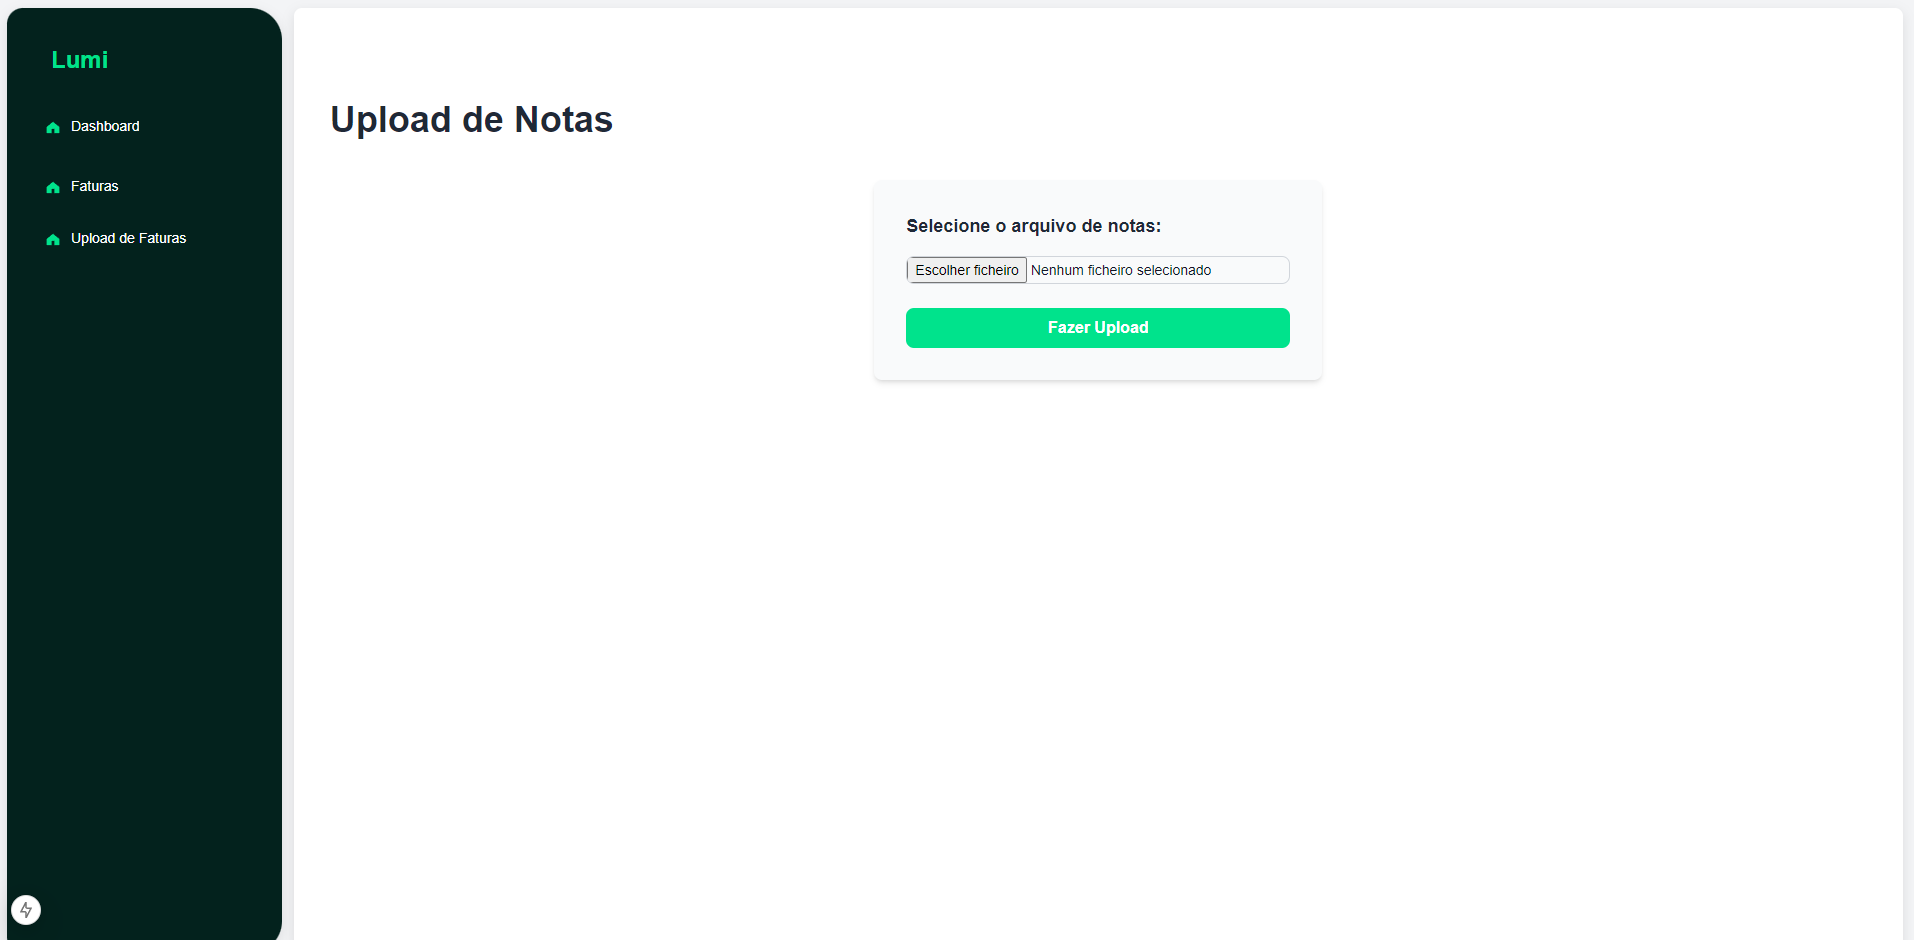 Lumi
Dashboard
Faturas
Upload de Faturas
Upload de Notas
Selecione o arquivo de notas:
Escolher ficheiro Nenhum ficheiro selecionado
Fazer Upload